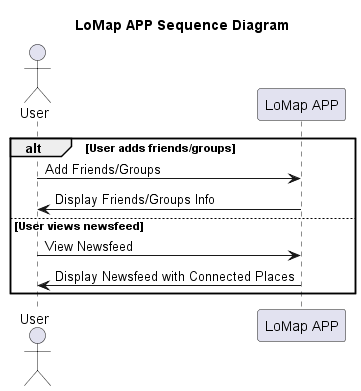 LoMap APP Sequence Diagram
User
LoMap APP
alt [User adds friends/groups]
Add Friends/Groups
Display Friends/Groups Info
[User views newsfeed]
View Newsfeed
Display Newsfeed with Connected Places
User
LoMap APP